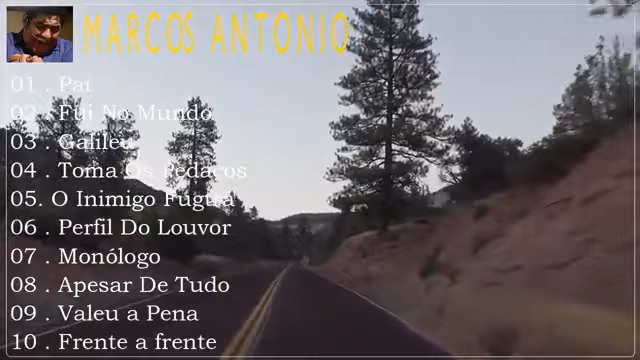 MARCOS ANTONIO
01 . Pai
02 . Fui No Mundo
03 . Galileu
04 . Toma Os Pedaços
05. O Inimigo Fugirá
06 . Perfil Do Louvor
07 . Monólogo
08 . Apesar De Tudo
09 . Valeu a Pena
10 . Frente a frente